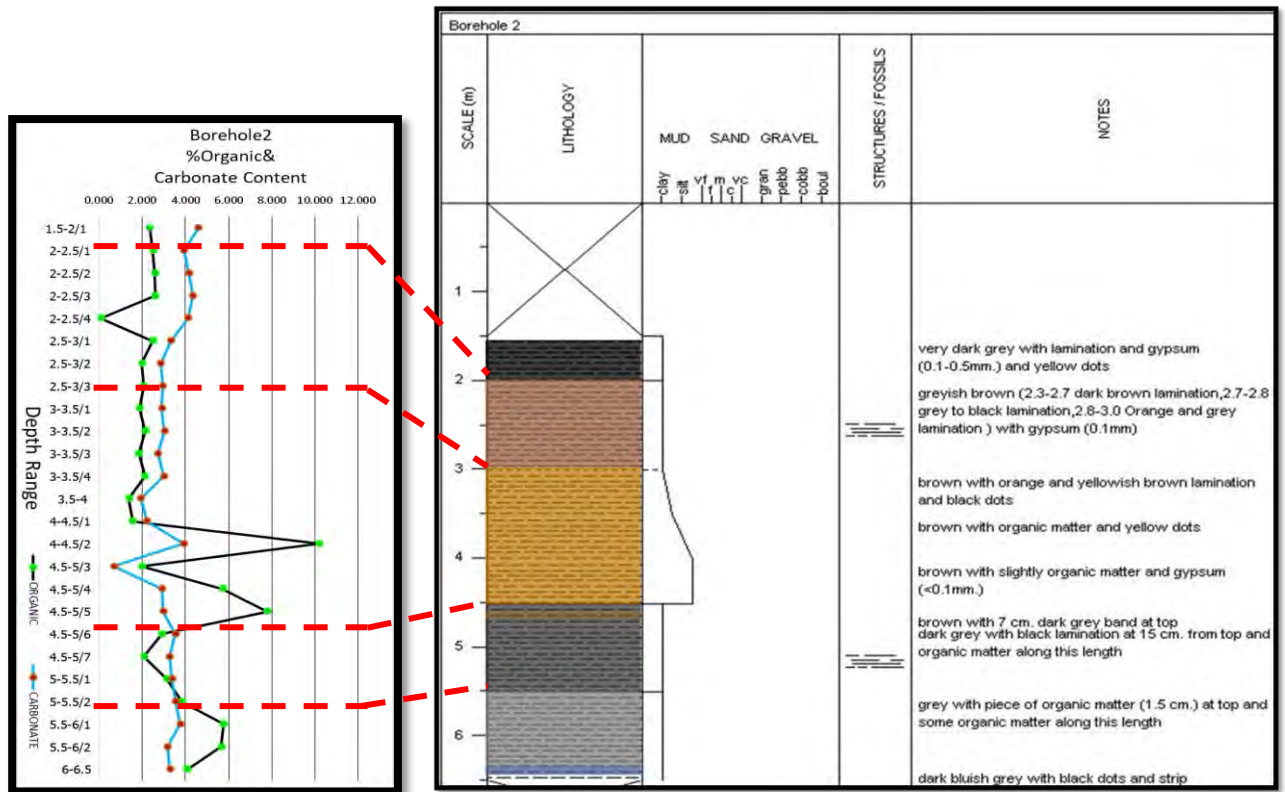 Borehole2
%Organic&
Carbonate Content
0.000 2.000 4.000 6.000 8.000 10.000 12.000
1.5-2/1
2-2.5/1
2-2.5/2
2-2.5/3
2-2.5/4
2.5-3/1
2.5-3/2
2.5-3/3
3-3.5/1
3-3.5/2
3-3.5/3
3-3.5/4
3.5-4
4-4.5/1
4-4.5/2
4.5-5/3
4.5-5/4
4.5-5/5
4.5-5/6
4.5-5/7
5-5.5/1
5-5.5/2
5.5-6/1
5.5-6/2
6-6.5
Depth Range
ORGANIC
CARBONATE
Borehole 2
SCALE (m)
LITHOLOGY
MUD SAND GRAVEL
clay silt vf f m c vc gran pebb cobb boul
STRUCTURES / FOSSILS
NOTES
1
2
3
4
5
6
very dark grey with lamination and gypsum
(0.1-0.5mm.) and yellow dots
greyish brown (2.3-2.7 dark brown lamination,2.7-2.8
grey to black lamination,2.8-3.0 Orange and grey
lamination ) with gypsum (0.1mm)
brown with orange and yellowish brown lamination
and black dots
brown with organic matter and yellow dots
brown with slightly organic matter and gypsum
(<0.1mm.)
brown with 7 cm. dark grey band at top
dark grey with black lamination at 15 cm. from top and
organic matter along this length
grey with piece of organic matter (1.5 cm.) at top and
some organic matter along this length
dark bluish grey with black dots and strip